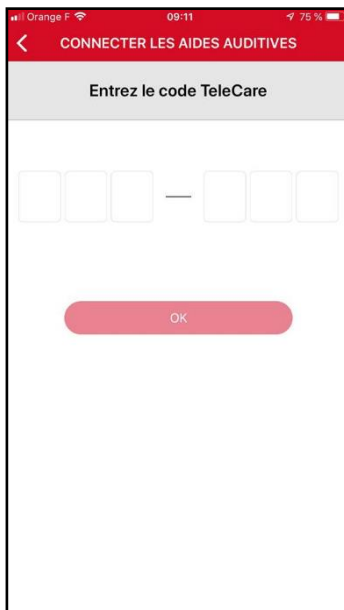 Orange F 09:11 75 %
CONNECTER LES AIDES AUDITIVES
Entrez le code TeleCare
—
OK